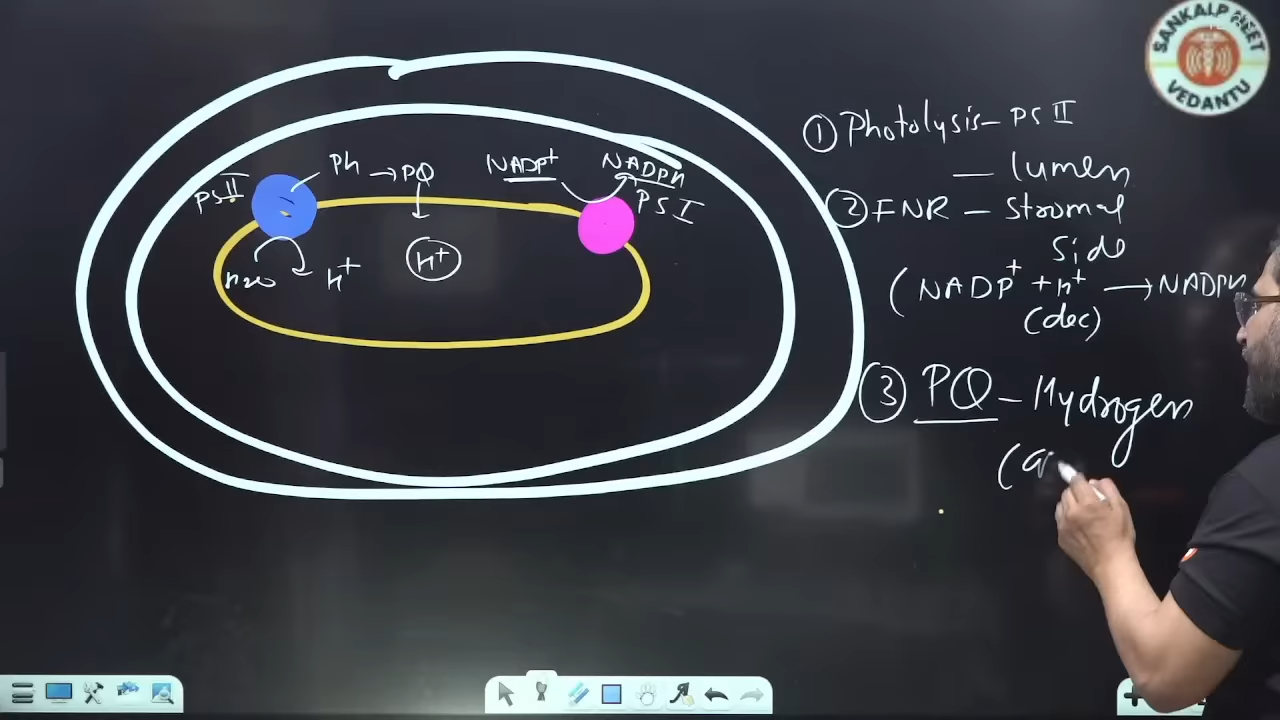 SANKALP NEET
VEDANTU
① Photolysis - PS II
- lumen
② FNR - Stromal
Side
(NADP⁺ + H⁺ → NADPH
(dec)
③ PQ - Hydrogen
(a
PS II
Ph → PQ
NADP⁺
NADPH
PS I
H₂O
H⁺
H⁺